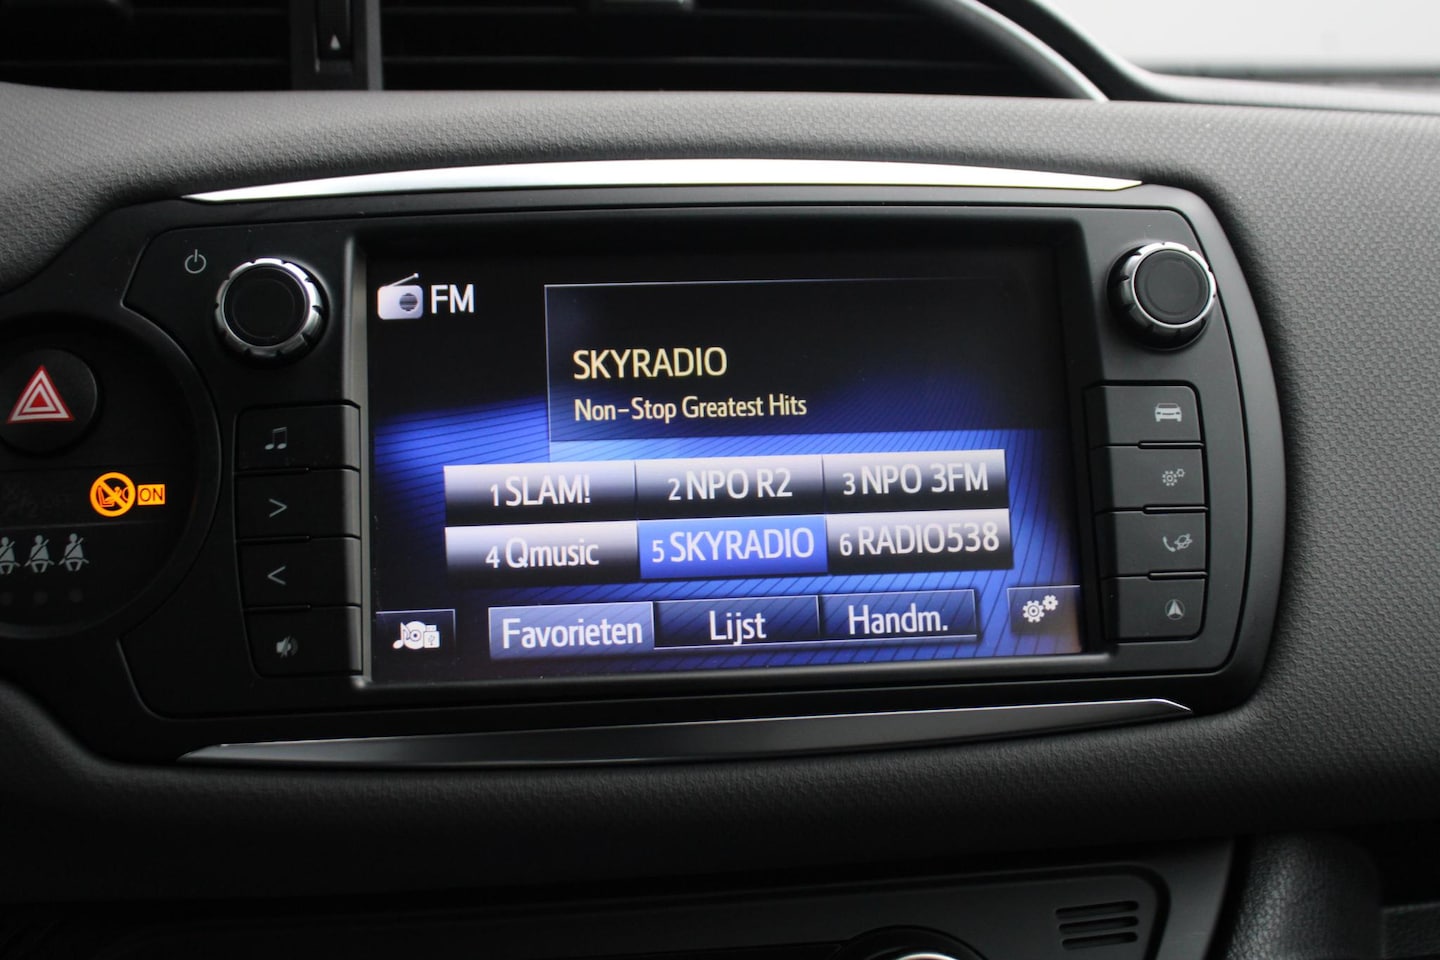 FM
SKYRADIO
Non-Stop Greatest Hits
1 SLAM! 2 NPO R2 3 NPO 3FM
4 Qmusic 5 SKYRADIO 6 RADIO538
ON
Favorieten Lijst Handm.